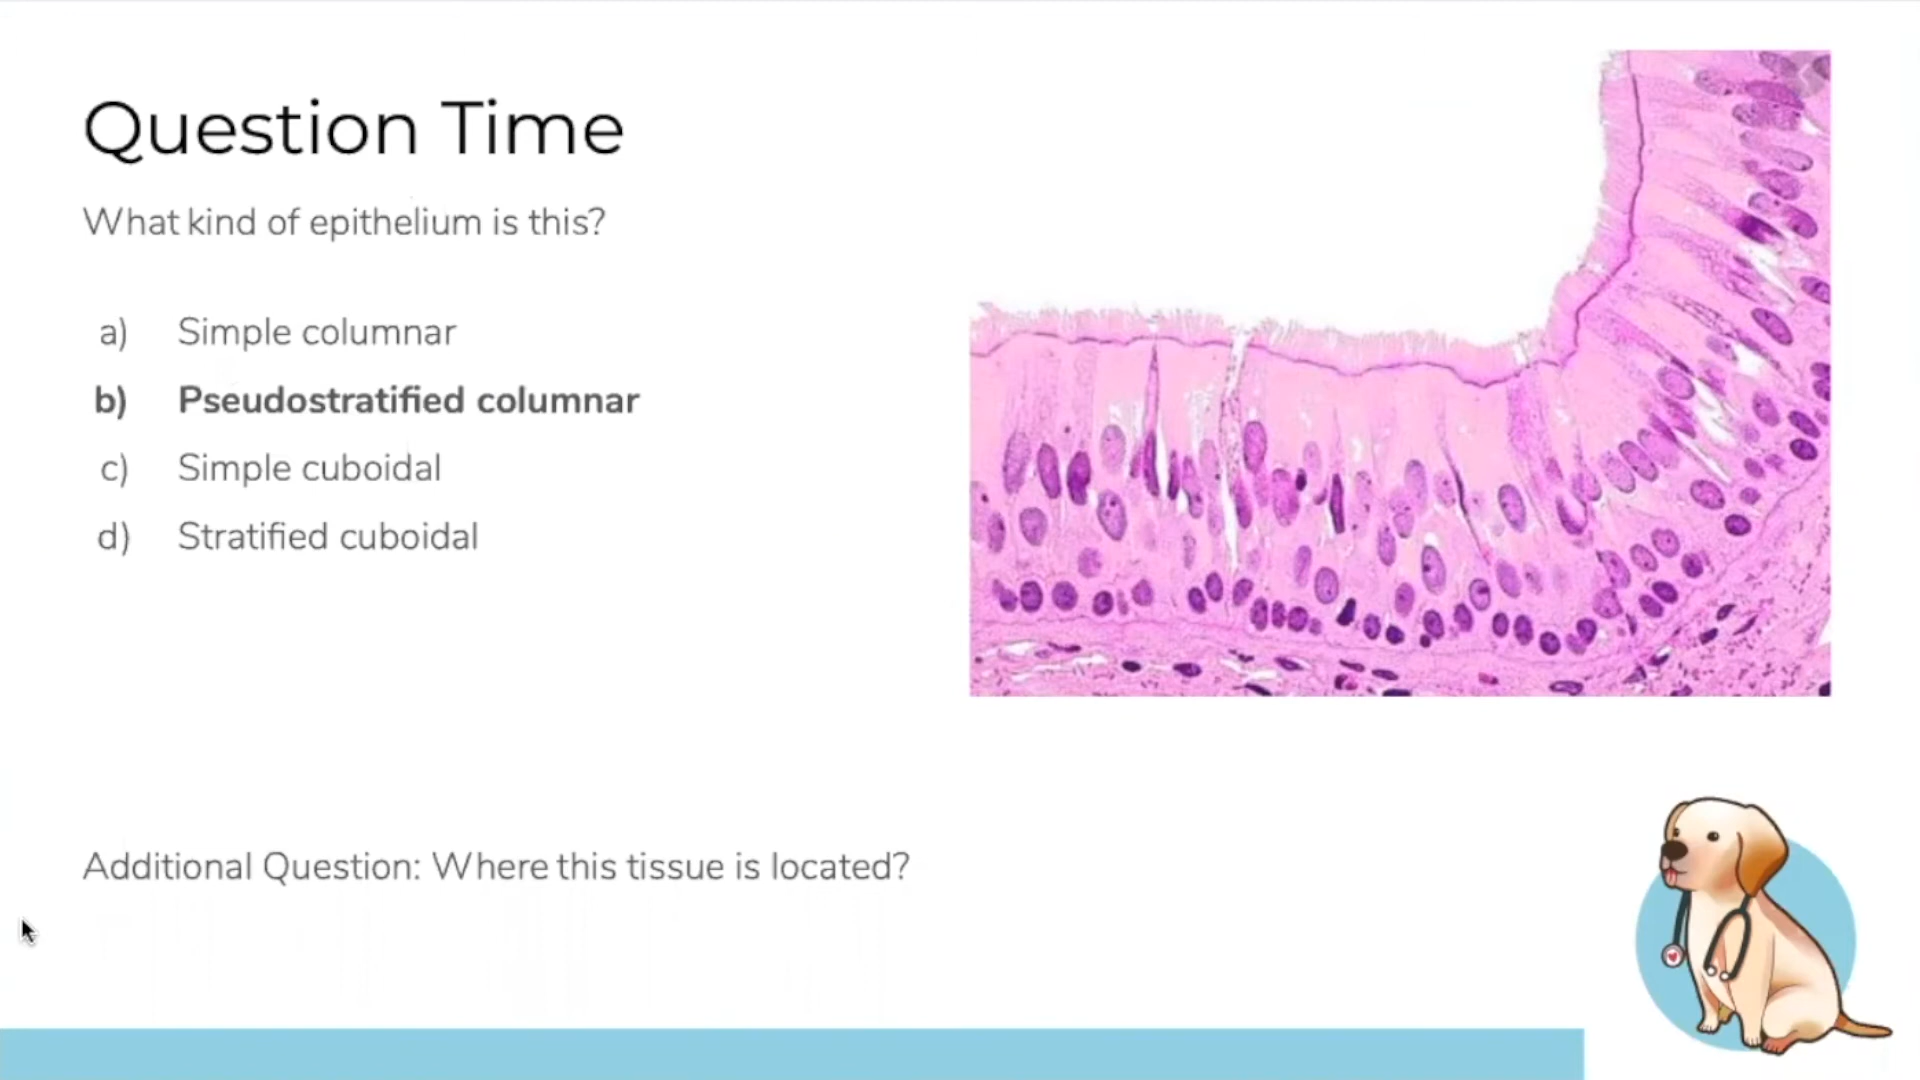 Question Time
What kind of epithelium is this?
a) Simple columnar
b) Pseudostratified columnar
c) Simple cuboidal
d) Stratified cuboidal
Additional Question: Where this tissue is located?